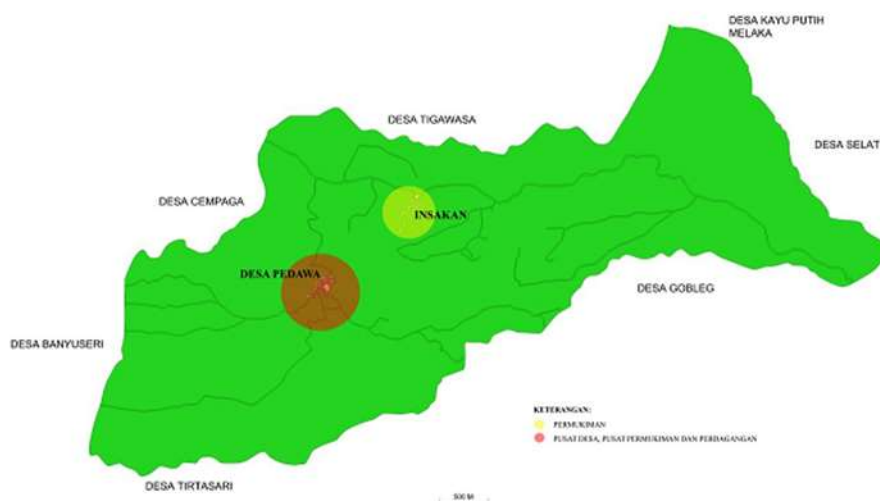 DESA KAYU PUTIH
MELAKA
DESA TIGAWASA
DESA SELAT
DESA CEMPAGA
INSAKAN
DESA PEDAWA
DESA GOBLEG
DESA BANYUSERI
KETERANGAN:
PERMUKIMAN
PUSAT DESA, PUSAT PERMUKIMAN DAN PERDAGANGAN
DESA TIRTASARI
500 M